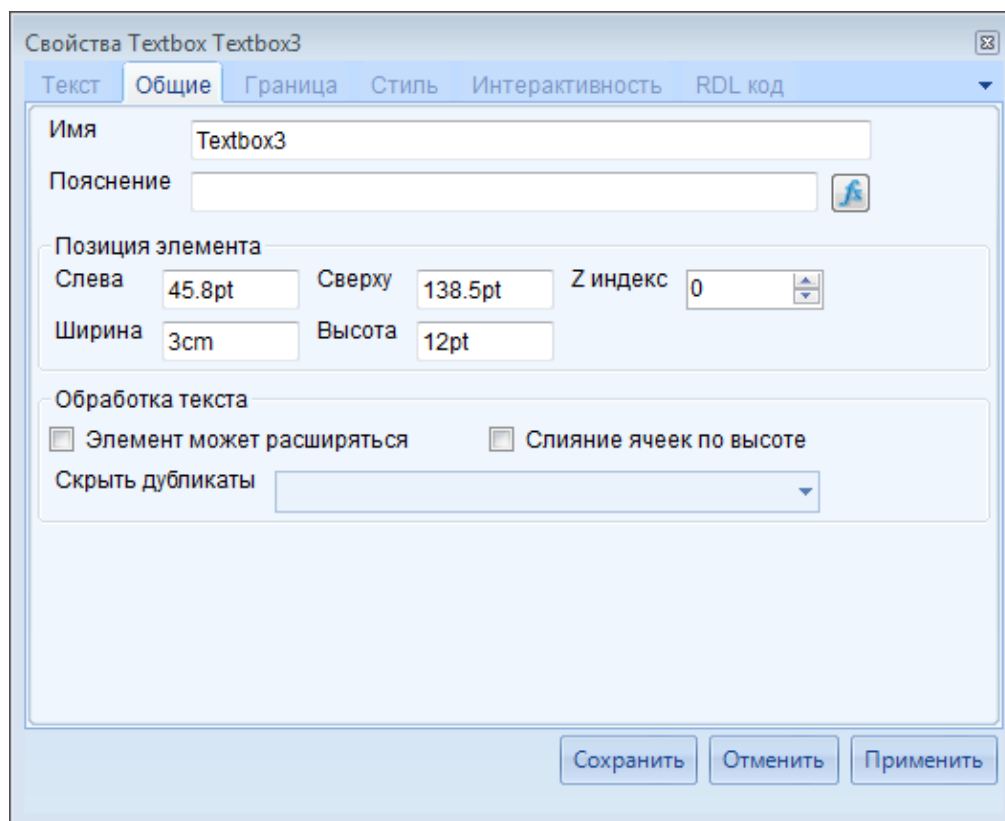 Свойства Textbox Textbox3
Текст Общие Граница Стиль Интерактивность RDL код
Имя Textbox3
Пояснение fx
Позиция элемента
Слева 45.8pt Сверху 138.5pt Z индекс 0
Ширина 3cm Высота 12pt
Обработка текста
Элемент может расширяться Слияние ячеек по высоте
Скрыть дубликаты
Сохранить Отменить Применить